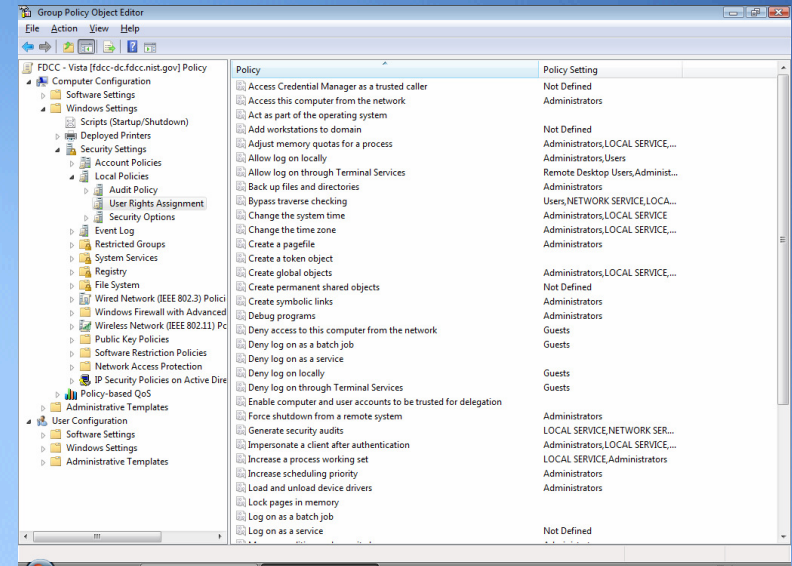 Group Policy Object Editor
File Action View Help
FDCC - Vista [fdcc-dc.fdcc.nist.gov] Policy
Computer Configuration
Software Settings
Windows Settings
Scripts (Startup/Shutdown)
Deployed Printers
Security Settings
Account Policies
Local Policies
Audit Policy
User Rights Assignment
Security Options
Event Log
Restricted Groups
System Services
Registry
File System
Wired Network (IEEE 802.3) Polici
Windows Firewall with Advanced
Wireless Network (IEEE 802.11) Pc
Public Key Policies
Software Restriction Policies
Network Access Protection
IP Security Policies on Active Dire
Policy-based QoS
Administrative Templates
User Configuration
Software Settings
Windows Settings
Administrative Templates
Policy Policy Setting
Access Credential Manager as a trusted caller Not Defined
Access this computer from the network Administrators
Act as part of the operating system
Add workstations to domain Not Defined
Adjust memory quotas for a process Administrators,LOCAL SERVICE,...
Allow log on locally Administrators,Users
Allow log on through Terminal Services Remote Desktop Users,Administ...
Back up files and directories Administrators
Bypass traverse checking Users,NETWORK SERVICE,LOCA...
Change the system time Administrators,LOCAL SERVICE
Change the time zone Administrators,LOCAL SERVICE,...
Create a pagefile Administrators
Create a token object
Create global objects Administrators,LOCAL SERVICE,...
Create permanent shared objects Not Defined
Create symbolic links Administrators
Debug programs Administrators
Deny access to this computer from the network Guests
Deny log on as a batch job Guests
Deny log on as a service
Deny log on locally Guests
Deny log on through Terminal Services Guests
Enable computer and user accounts to be trusted for delegation
Force shutdown from a remote system Administrators
Generate security audits LOCAL SERVICE,NETWORK SER...
Impersonate a client after authentication Administrators,LOCAL SERVICE,...
Increase a process working set LOCAL SERVICE,Administrators
Increase scheduling priority Administrators
Load and unload device drivers Administrators
Lock pages in memory
Log on as a batch job
Log on as a service Not Defined